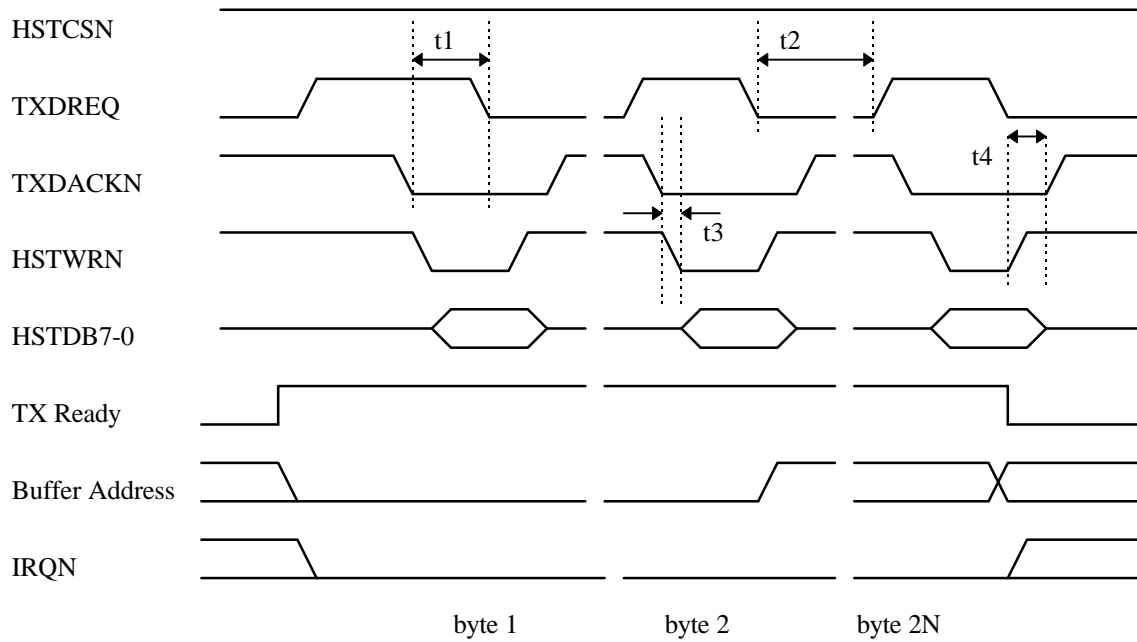 HSTCSN
t1
t2
TXDREQ
TXDACKN
t4
HSTWRN
t3
HSTDB7-0
TX Ready
Buffer Address
IRQN
byte 1
byte 2
byte 2N